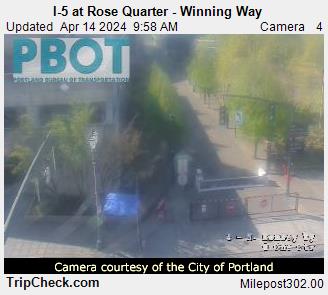 I-5 at Rose Quarter - Winning Way
Updated Apr 14 2024 9:58 AM Camera 4
PBOT
PORTLAND BUREAU OF TRANSPORTATION
Camera courtesy of the City of Portland
TripCheck.com Milepost302.00